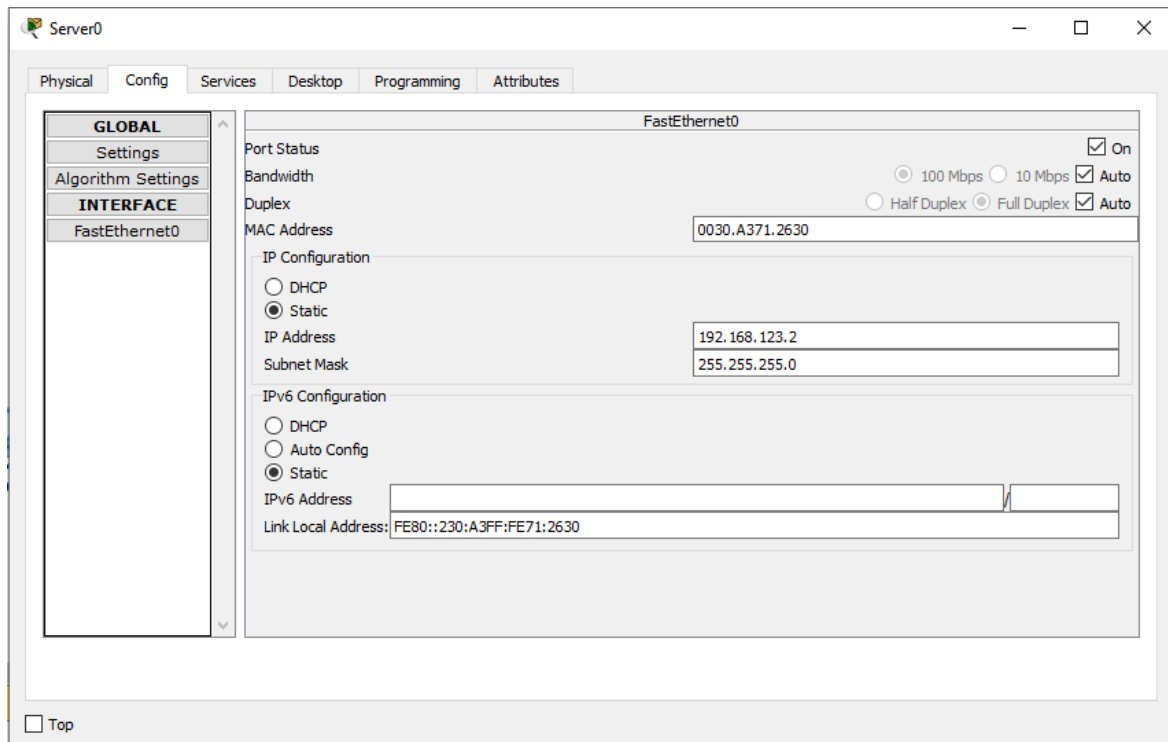 Server0
Physical Config Services Desktop Programming Attributes
GLOBAL
Settings
Algorithm Settings
INTERFACE
FastEthernet0
FastEthernet0
Port Status On
Bandwidth 100 Mbps 10 Mbps Auto
Duplex Half Duplex Full Duplex Auto
MAC Address 0030.A371.2630
IP Configuration
DHCP
Static
IP Address 192.168.123.2
Subnet Mask 255.255.255.0
IPv6 Configuration
DHCP
Auto Config
Static
IPv6 Address /
Link Local Address: FE80::230:A3FF:FE71:2630
Top